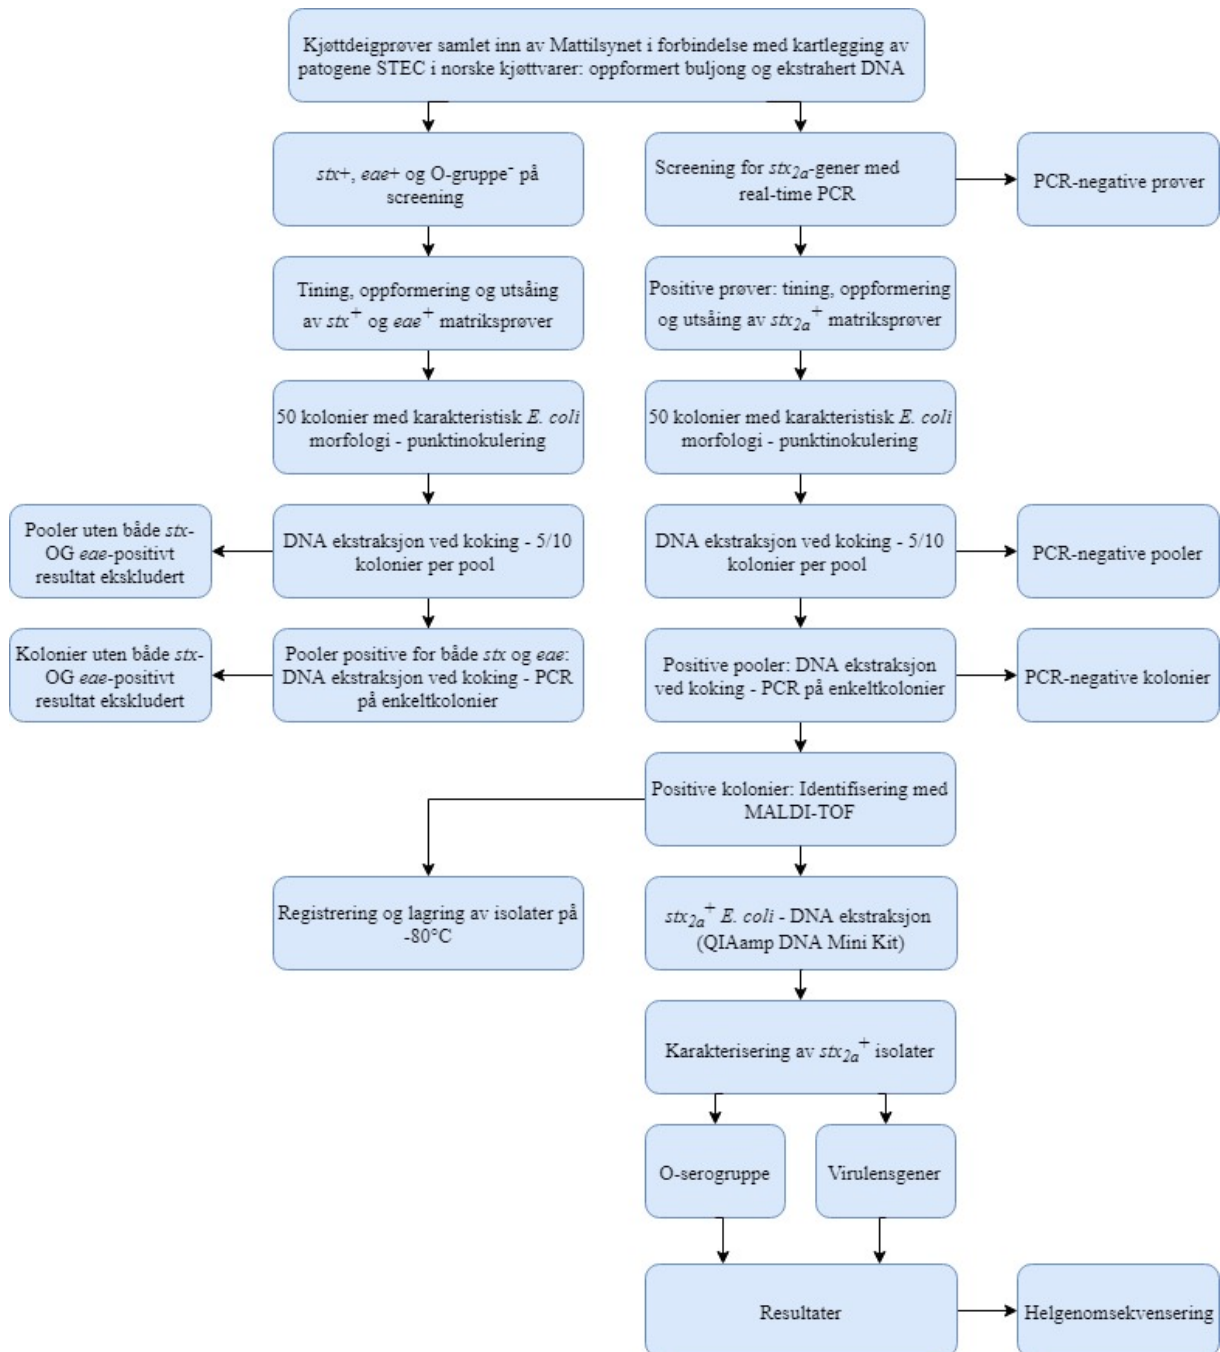 Kjøttdeigprøver samlet inn av Mattilsynet i forbindelse med kartlegging av
patogene STEC i norske kjøttvarer: oppformert buljong og ekstrahert DNA
stx+, eae+ og O-gruppe⁻ på
screening
Screening for stx2a-gener med
real-time PCR
PCR-negative prøver
Tining, oppformering og utsåing
av stx⁺ og eae⁺ matriksprøver
Positive prøver: tining, oppformering
og utsåing av stx2a⁺ matriksprøver
50 kolonier med karakteristisk E. coli
morfologi - punktinokulering
50 kolonier med karakteristisk E. coli
morfologi - punktinokulering
Pooler uten både stx-
OG eae-positivt
resultat ekskludert
DNA ekstraksjon ved koking - 5/10
kolonier per pool
DNA ekstraksjon ved koking - 5/10
kolonier per pool
PCR-negative pooler
Kolonier uten både stx-
OG eae-positivt
resultat ekskludert
Pooler positive for både stx og eae:
DNA ekstraksjon ved koking - PCR
på enkeltkolonier
Positive pooler: DNA ekstraksjon
ved koking - PCR på enkeltkolonier
PCR-negative kolonier
Positive kolonier: Identifisering med
MALDI-TOF
Registrering og lagring av isolater på
-80°C
stx2a⁺ E. coli - DNA ekstraksjon
(QIAamp DNA Mini Kit)
Karakterisering av stx2a⁺ isolater
O-serogruppe
Virulensgener
Resultater
Helgenomsekvensering